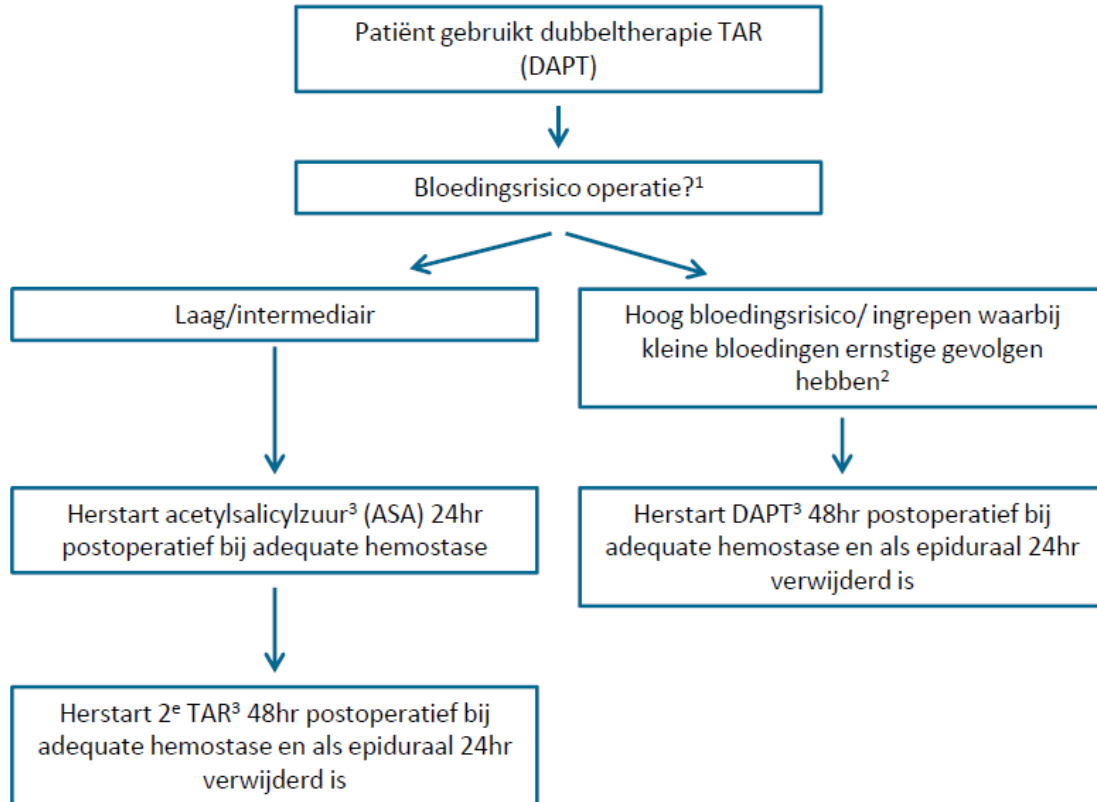 Patiënt gebruikt dubbeltherapie TAR
(DAPT)
Bloedingsrisico operatie?¹
Laag/intermediair
Hoog bloedingsrisico/ ingrepen waarbij
kleine bloedingen ernstige gevolgen
hebben²
Herstart acetylsalicylzuur³ (ASA) 24hr
postoperatief bij adequate hemostase
Herstart DAPT³ 48hr postoperatief bij
adequate hemostase en als epiduraal 24hr
verwijderd is
Herstart 2ᵉ TAR³ 48hr postoperatief bij
adequate hemostase en als epiduraal 24hr
verwijderd is